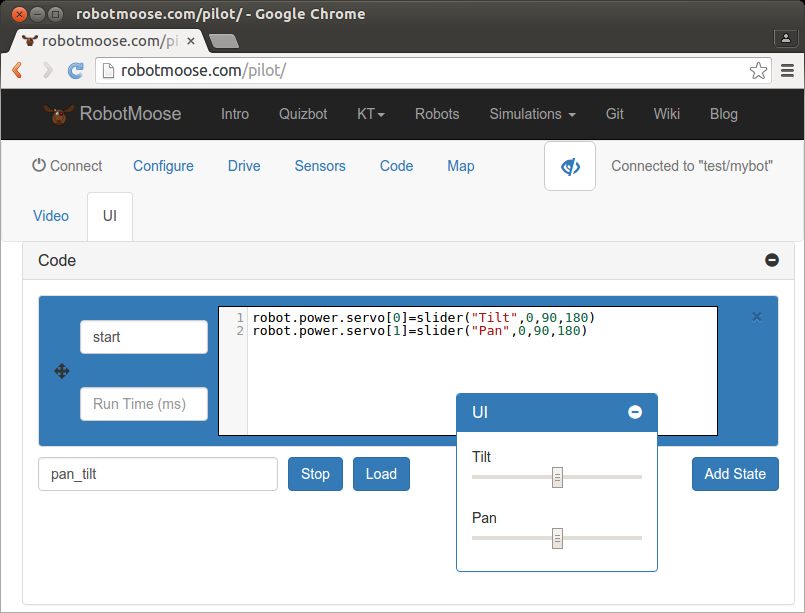 robotmoose.com/pilot/ - Google Chrome
robotmoose.com/pi
robotmoose.com/pilot/
RobotMoose Intro Quizbot KT Robots Simulations Git Wiki Blog
Connect Configure Drive Sensors Code Map Connected to "test/mybot"
Video UI
Code
start
1 robot.power.servo[0]=slider("Tilt",0,90,180)
2 robot.power.servo[1]=slider("Pan",0,90,180)
Run Time (ms)
UI
Tilt
Pan
pan_tilt Stop Load Add State